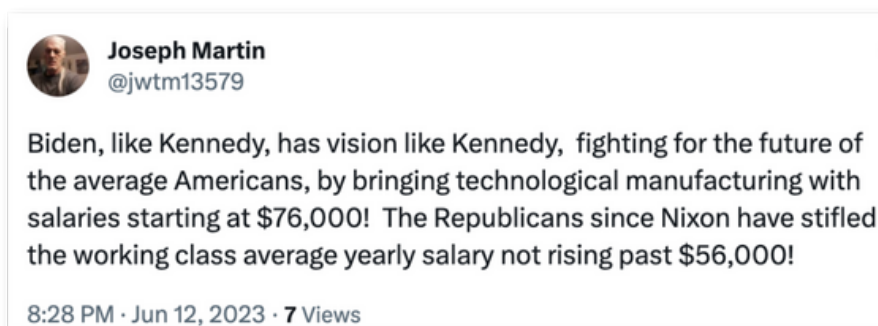 Joseph Martin
@jwtm13579
Biden, like Kennedy, has vision like Kennedy,  fighting for the future of
the average Americans, by bringing technological manufacturing with
salaries starting at $76,000!  The Republicans since Nixon have stifled
the working class average yearly salary not rising past $56,000!
8:28 PM · Jun 12, 2023 · 7 Views